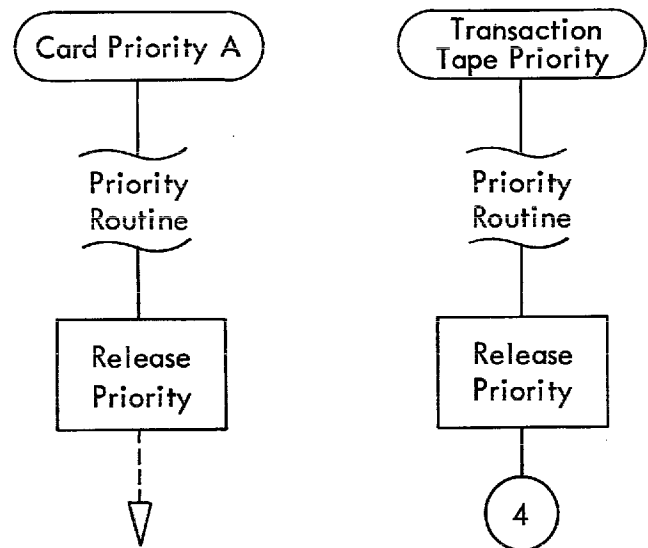 Card Priority A
Priority
Routine
Release
Priority
Transaction
Tape Priority
Priority
Routine
Release
Priority
4